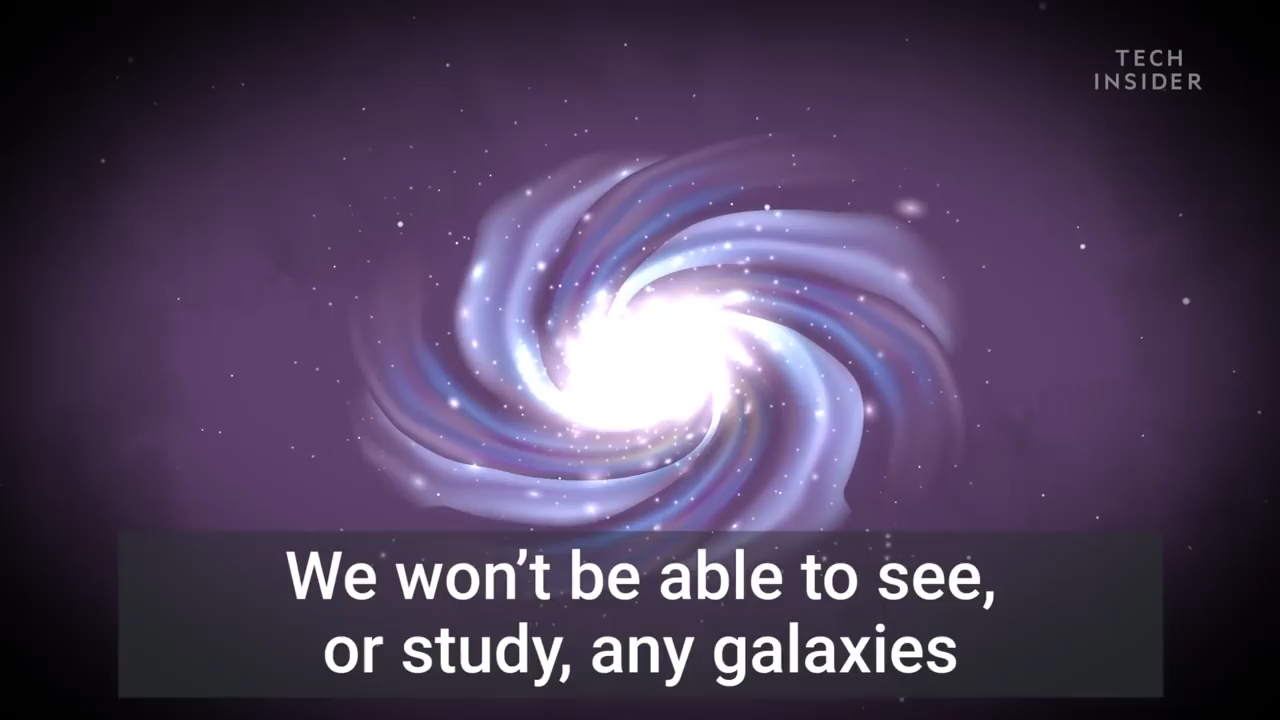 TECH
INSIDER
We won’t be able to see,
or study, any galaxies